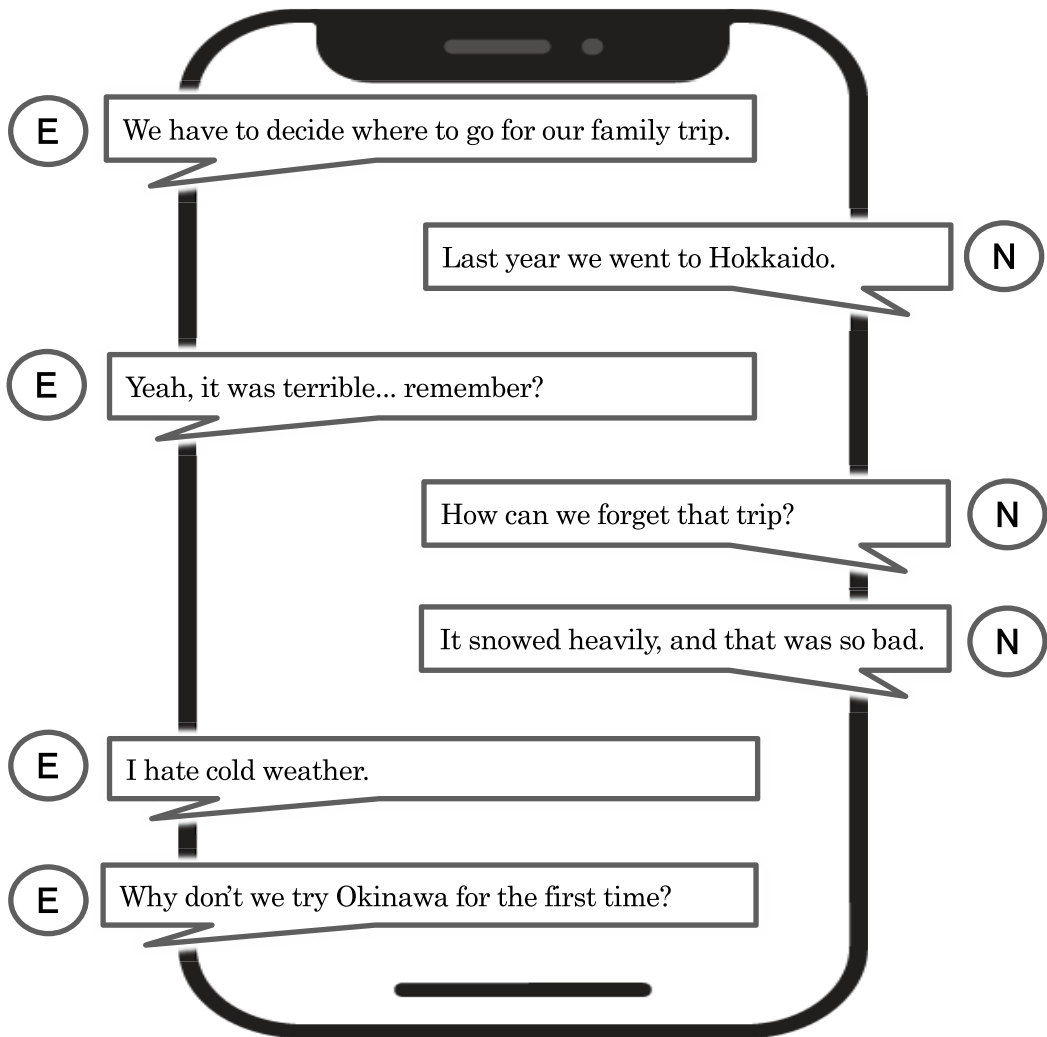 E
We have to decide where to go for our family trip.
Last year we went to Hokkaido.
N
E
Yeah, it was terrible... remember?
How can we forget that trip?
N
It snowed heavily, and that was so bad.
N
E
I hate cold weather.
E
Why don't we try Okinawa for the first time?